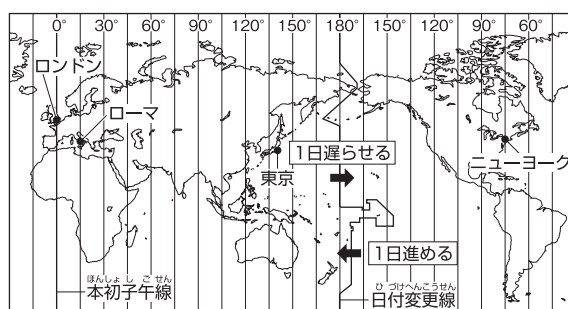 0° 30° 60° 90° 120° 150° 180° 150° 120° 90° 60° 30°
ロンドン
ローマ
1日遅らせる
東京
ニューヨーク
1日進める
ほんしょしごせん
本初子午線
ひづけへんこうせん
日付変更線